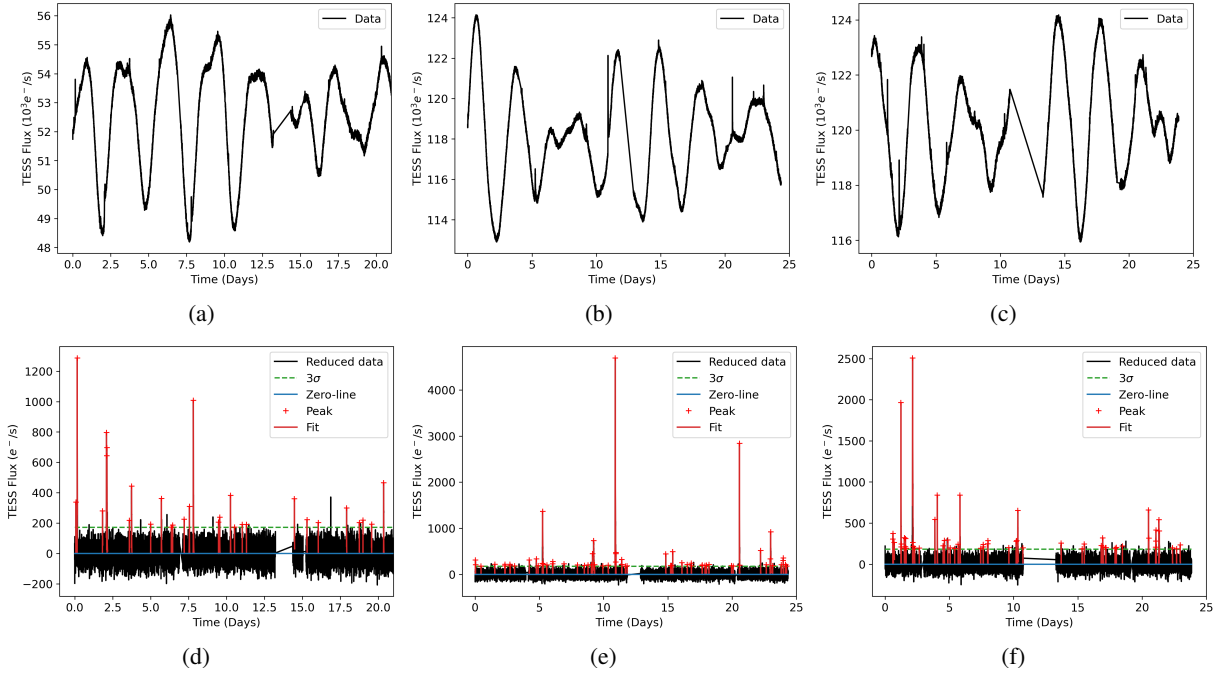 56
55
54
53
52
51
50
49
48
TESS Flux (10³e⁻/s)
Data
0.0 2.5 5.0 7.5 10.0 12.5 15.0 17.5 20.0
Time (Days)
(a)
124
122
120
118
116
114
TESS Flux (10³e⁻/s)
Data
0 5 10 15 20 25
Time (Days)
(b)
124
122
120
118
116
TESS Flux (10³e⁻/s)
Data
0 5 10 15 20 25
Time (Days)
(c)
1200
1000
800
600
400
200
0
−200
TESS Flux (e⁻/s)
Reduced data
3σ
Zero-line
Peak
Fit
0.0 2.5 5.0 7.5 10.0 12.5 15.0 17.5 20.0
Time (Days)
(d)
4000
3000
2000
1000
0
TESS Flux (e⁻/s)
Reduced data
3σ
Zero-line
Peak
Fit
0 5 10 15 20 25
Time (Days)
(e)
2500
2000
1500
1000
500
0
TESS Flux (e⁻/s)
Reduced data
3σ
Zero-line
Peak
Fit
0 5 10 15 20 25
Time (Days)
(f)